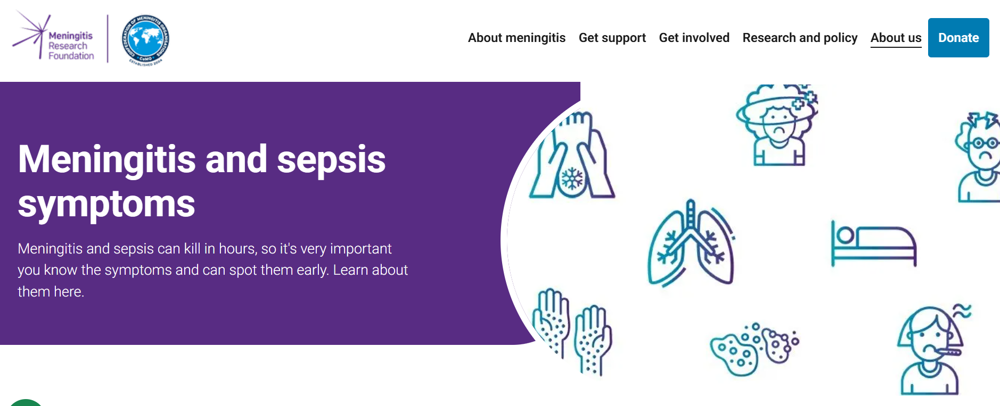 Meningitis
Research
Foundation
CONFEDERATION OF MENINGITIS ORGANISATIONS
CoMO
ESTABLISHED 2004
About meningitis
Get support
Get involved
Research and policy
About us
Donate
Meningitis and sepsis
symptoms
Meningitis and sepsis can kill in hours, so it's very important
you know the symptoms and can spot them early. Learn about
them here.